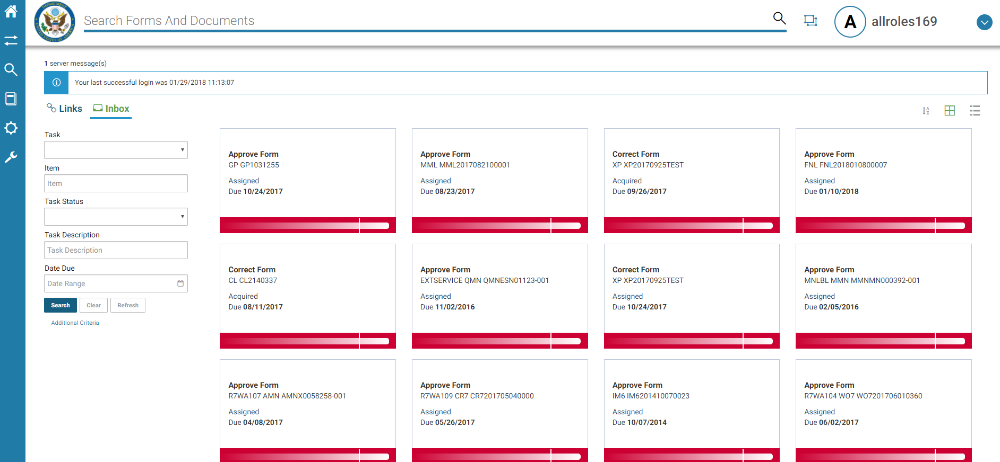 Search Forms And Documents
A allroles169
1 server message(s)
Your last successful login was 01/29/2018 11:13:07
Links
Inbox
Task
Item
Item
Task Status
Task Description
Task Description
Date Due
Date Range
Search
Clear
Refresh
Additional Criteria
Approve Form
GP GP1031255
Assigned
Due 10/24/2017
Approve Form
MML MML2017082100001
Assigned
Due 08/23/2017
Correct Form
XP XP20170925TEST
Acquired
Due 09/26/2017
Approve Form
FNL FNL2018010800007
Assigned
Due 01/10/2018
Correct Form
CL CL2140337
Acquired
Due 08/11/2017
Approve Form
EXTSERVICE QMN QMNESN01123-001
Assigned
Due 11/02/2016
Correct Form
XP XP20170925TEST
Assigned
Due 10/24/2017
Approve Form
MNLBL MMN MMNMN000392-001
Assigned
Due 02/05/2016
Approve Form
R7WA107 AMN AMNX0058258-001
Assigned
Due 04/08/2017
Approve Form
R7WA109 CR7 CR7201705040000
Assigned
Due 05/26/2017
Approve Form
IM6 IM6201410070023
Assigned
Due 10/07/2014
Approve Form
R7WA104 WO7 WO7201706010360
Assigned
Due 06/02/2017